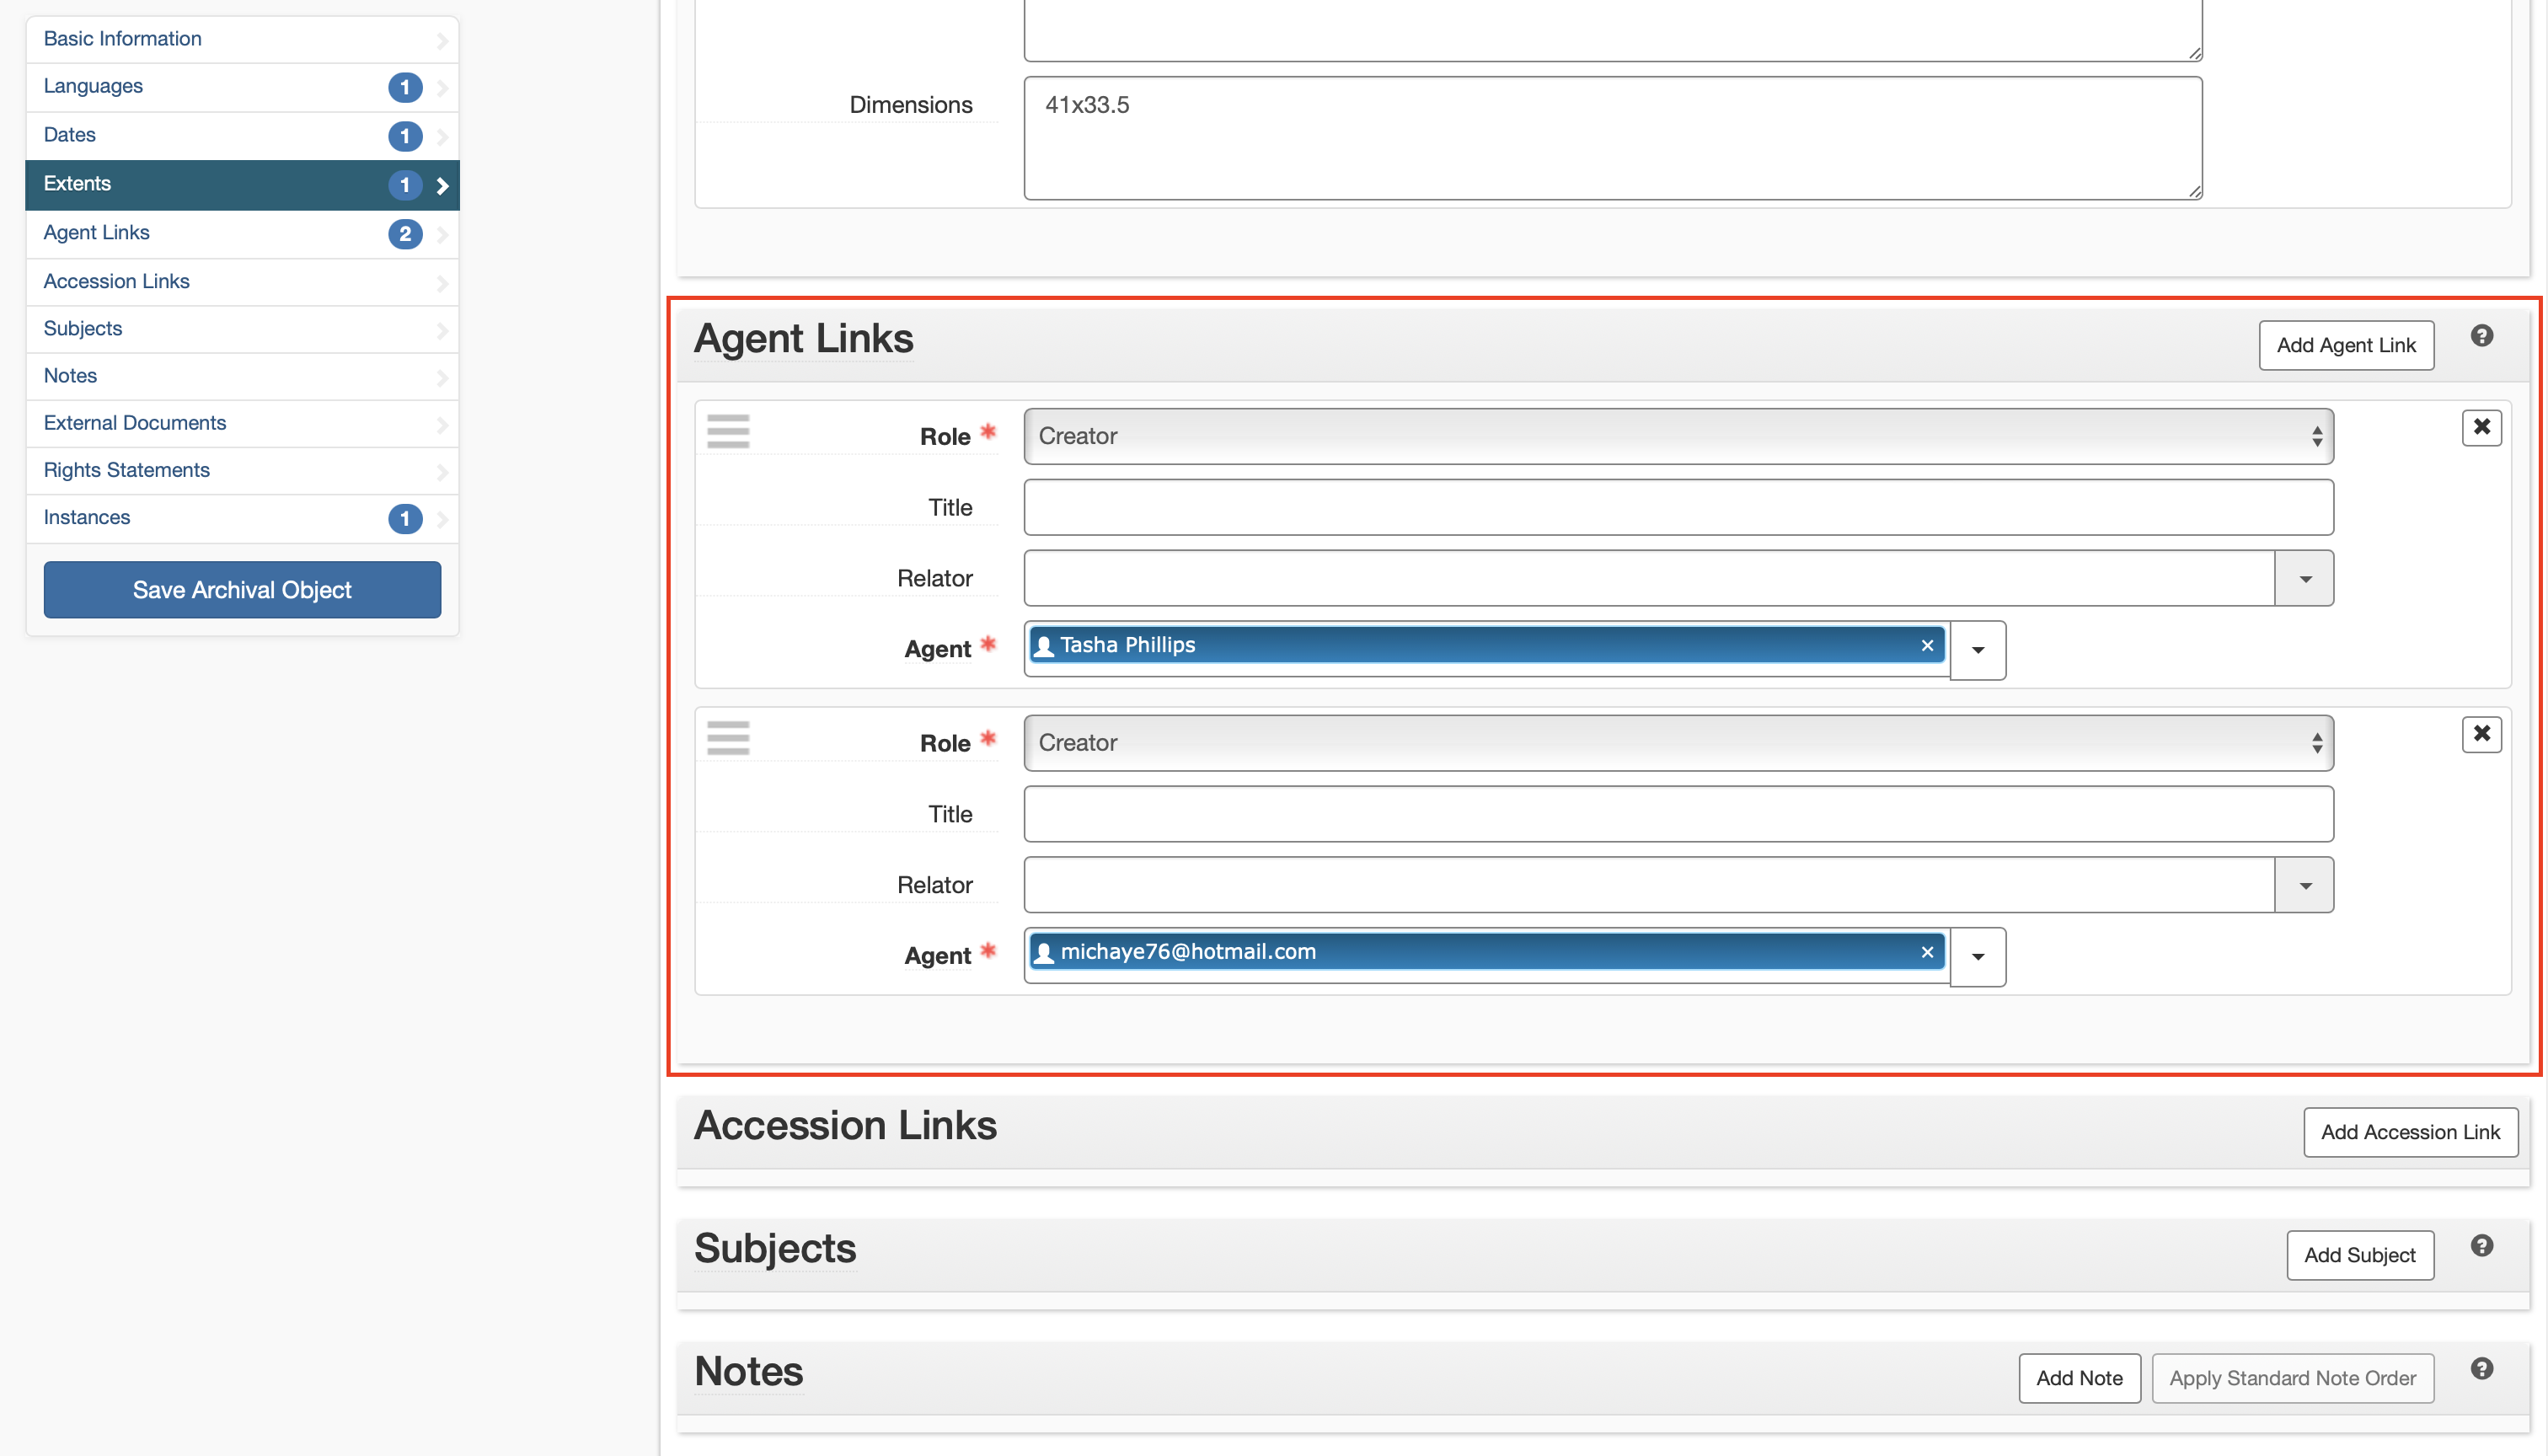 Basic Information
Languages 1
Dates 1
Extents 1
Agent Links 2
Accession Links
Subjects
Notes
External Documents
Rights Statements
Instances 1
Save Archival Object
Dimensions 41x33.5
Agent Links Add Agent Link ?
Role * Creator
Title
Relator
Agent * Tasha Phillips ×
Role * Creator
Title
Relator
Agent * michaye76@hotmail.com ×
Accession Links Add Accession Link
Subjects Add Subject ?
Notes Add Note Apply Standard Note Order ?